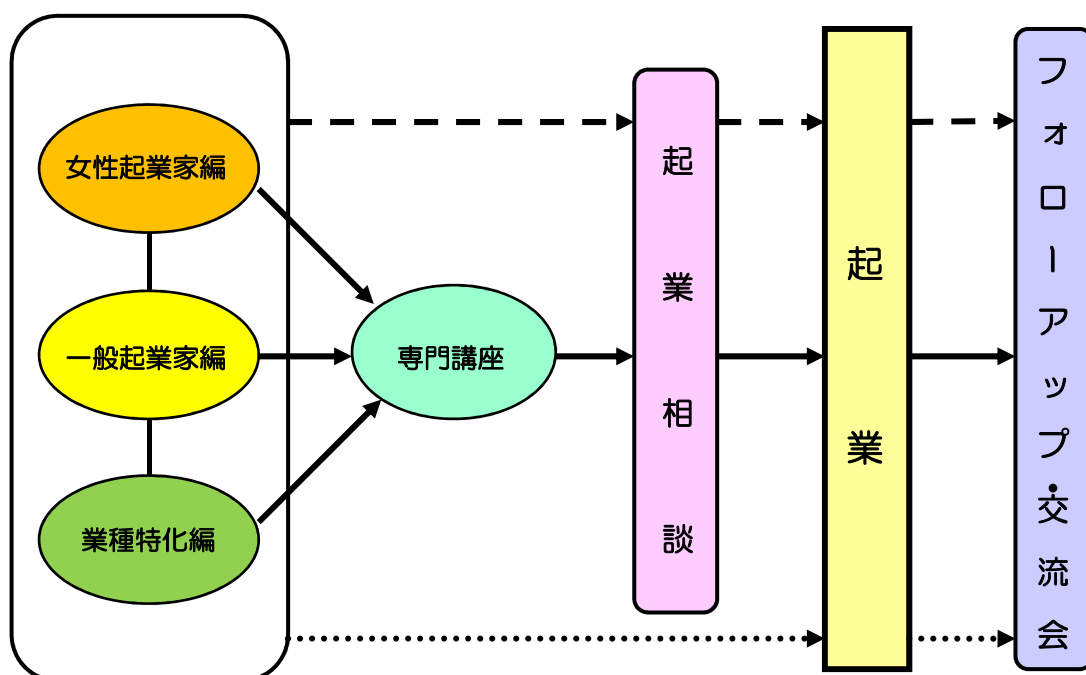 女性起業家編
一般起業家編
業種特化編
専門講座
起業相談
起業
フォローアップ・交流会